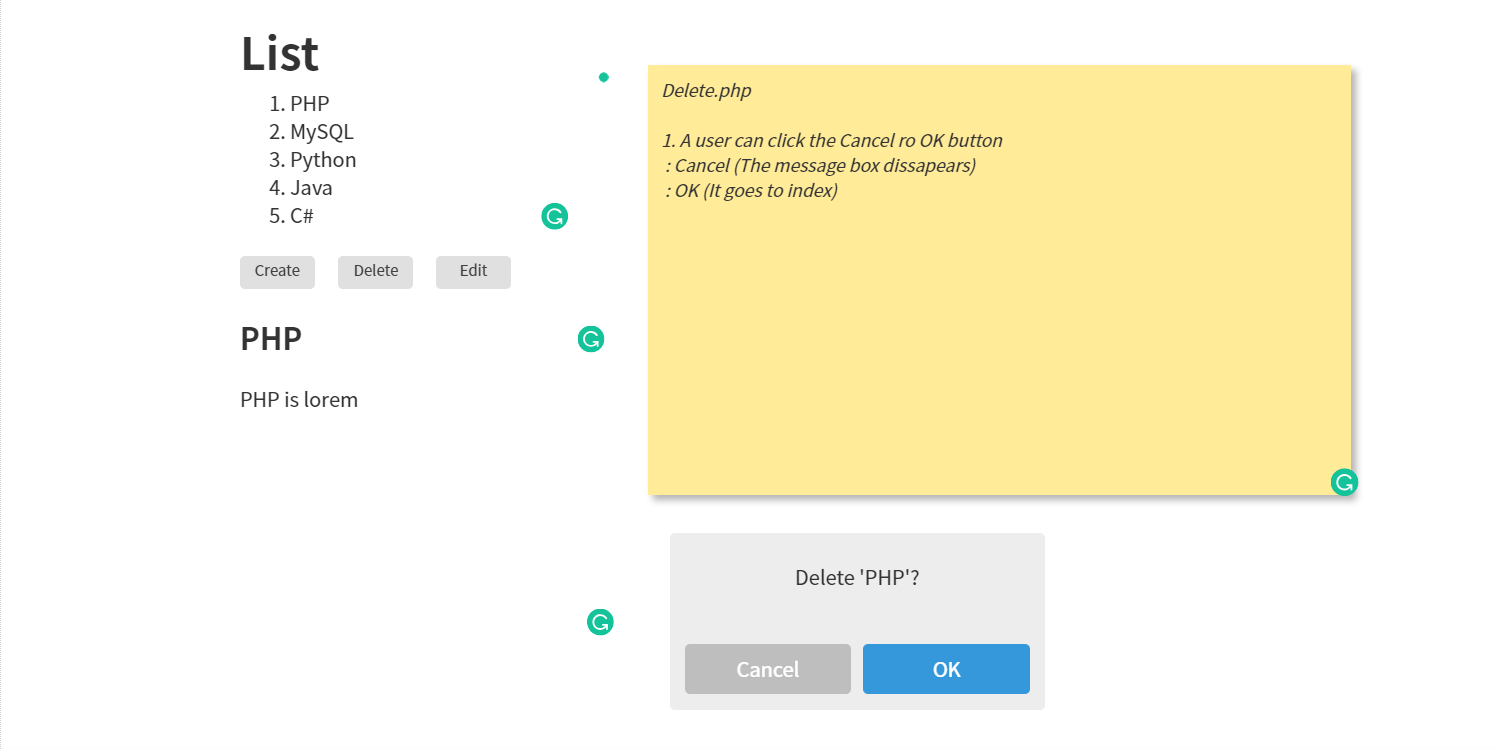 List
1. PHP
2. MySQL
3. Python
4. Java
5. C#
Create Delete Edit
PHP
PHP is lorem
Delete.php
1. A user can click the Cancel ro OK button
: Cancel (The message box dissapears)
: OK (It goes to index)
Delete 'PHP'?
Cancel OK